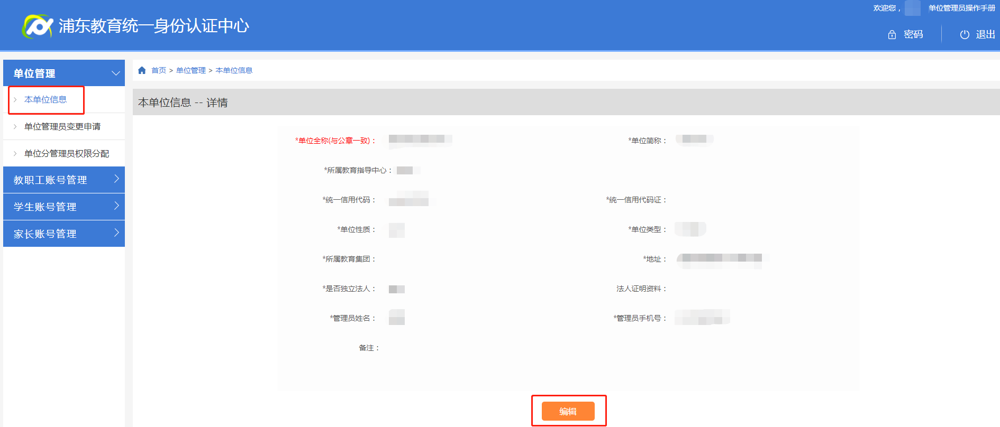 欢迎您， 单位管理员操作手册
浦东教育统一身份认证中心
密码 退出
单位管理
本单位信息
单位管理员变更申请
单位分管理员权限分配
教职工账号管理
学生账号管理
家长账号管理
首页 > 单位管理 > 本单位信息
本单位信息 -- 详情
*单位全称(与公章一致)： *单位简称：
*所属教育指导中心：
*统一信用代码： *统一信用代码证：
*单位性质： *单位类型：
*所属教育集团： *地址：
*是否独立法人： 法人证明资料：
*管理员姓名： *管理员手机号：
备注：
编辑